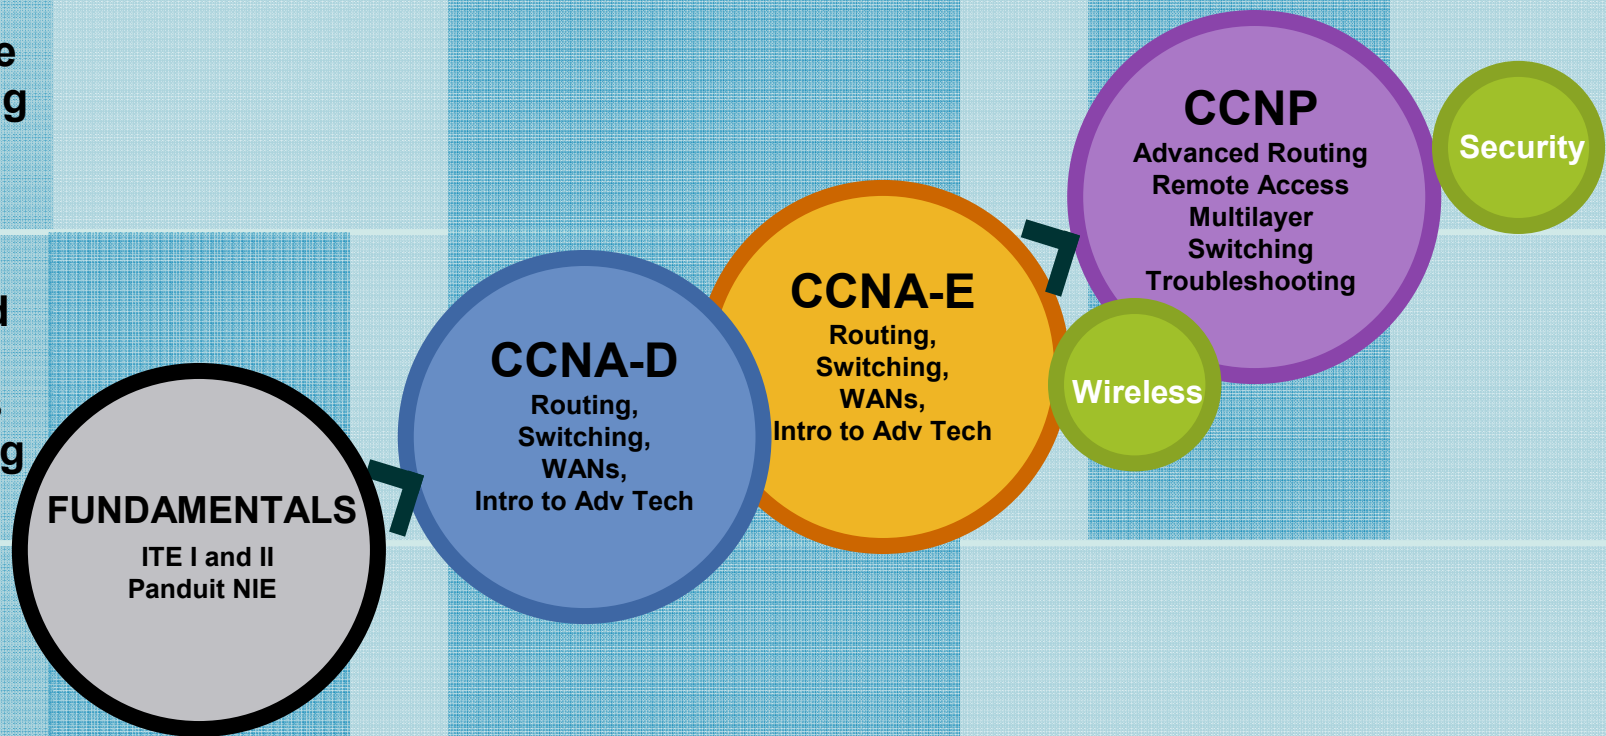 FUNDAMENTALS
ITE I and II
Panduit NIE
CCNA-D
Routing,
Switching,
WANs,
Intro to Adv Tech
CCNA-E
Routing,
Switching,
WANs,
Intro to Adv Tech
CCNP
Advanced Routing
Remote Access
Multilayer
Switching
Troubleshooting
Wireless
Security